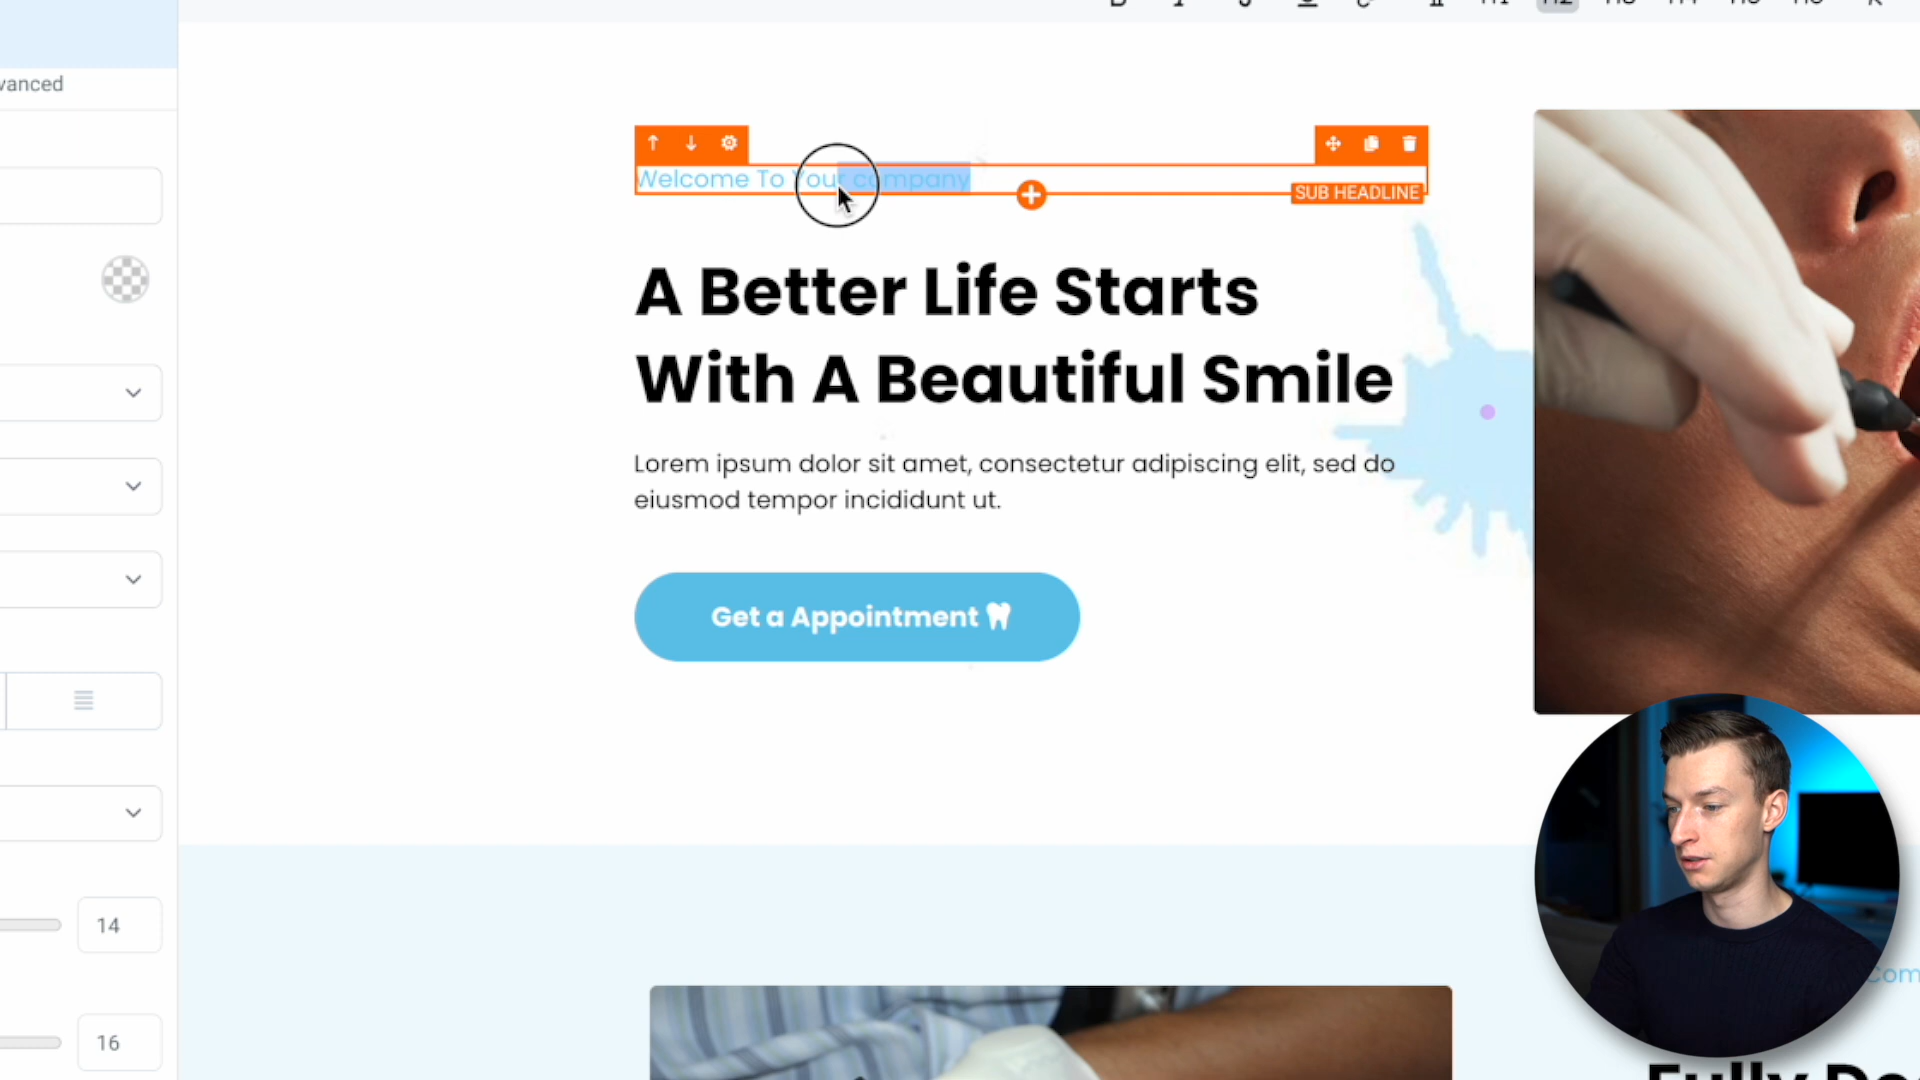 vanced
Welcome To Your company
SUB HEADLINE
A Better Life Starts
With A Beautiful Smile
Lorem ipsum dolor sit amet, consectetur adipiscing elit, sed do
eiusmod tempor incididunt ut.
Get a Appointment
14
16
Com